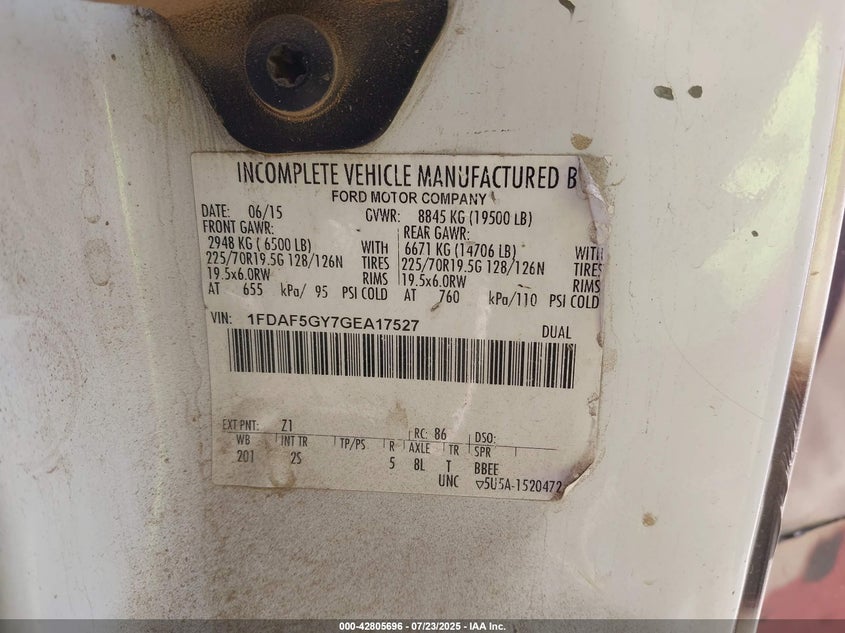 INCOMPLETE VEHICLE MANUFACTURED B
FORD MOTOR COMPANY
DATE: 06/15 GVWR: 8845 KG (19500 LB)
FRONT GAWR: REAR GAWR:
2948 KG ( 6500 LB) WITH 6671 KG (14706 LB) WITH
225/70R19.5G 128/126N TIRES 225/70R19.5G 128/126N TIRES
19.5x6.0RW RIMS 19.5x6.0RW RIMS
AT 655 kPa/ 95 PSI COLD AT 760 kPa/110 PSI COLD
VIN: 1FDAF5GY7GEA17527 DUAL
EXT PNT: Z1 RC: 86 DSO:
WB INT TR TP/PS R AXLE TR SPR
201 2S 5 8L T BBEE
UNC ▽5U5A-1520472
000-42805696 - 07/23/2025 - IAA Inc.